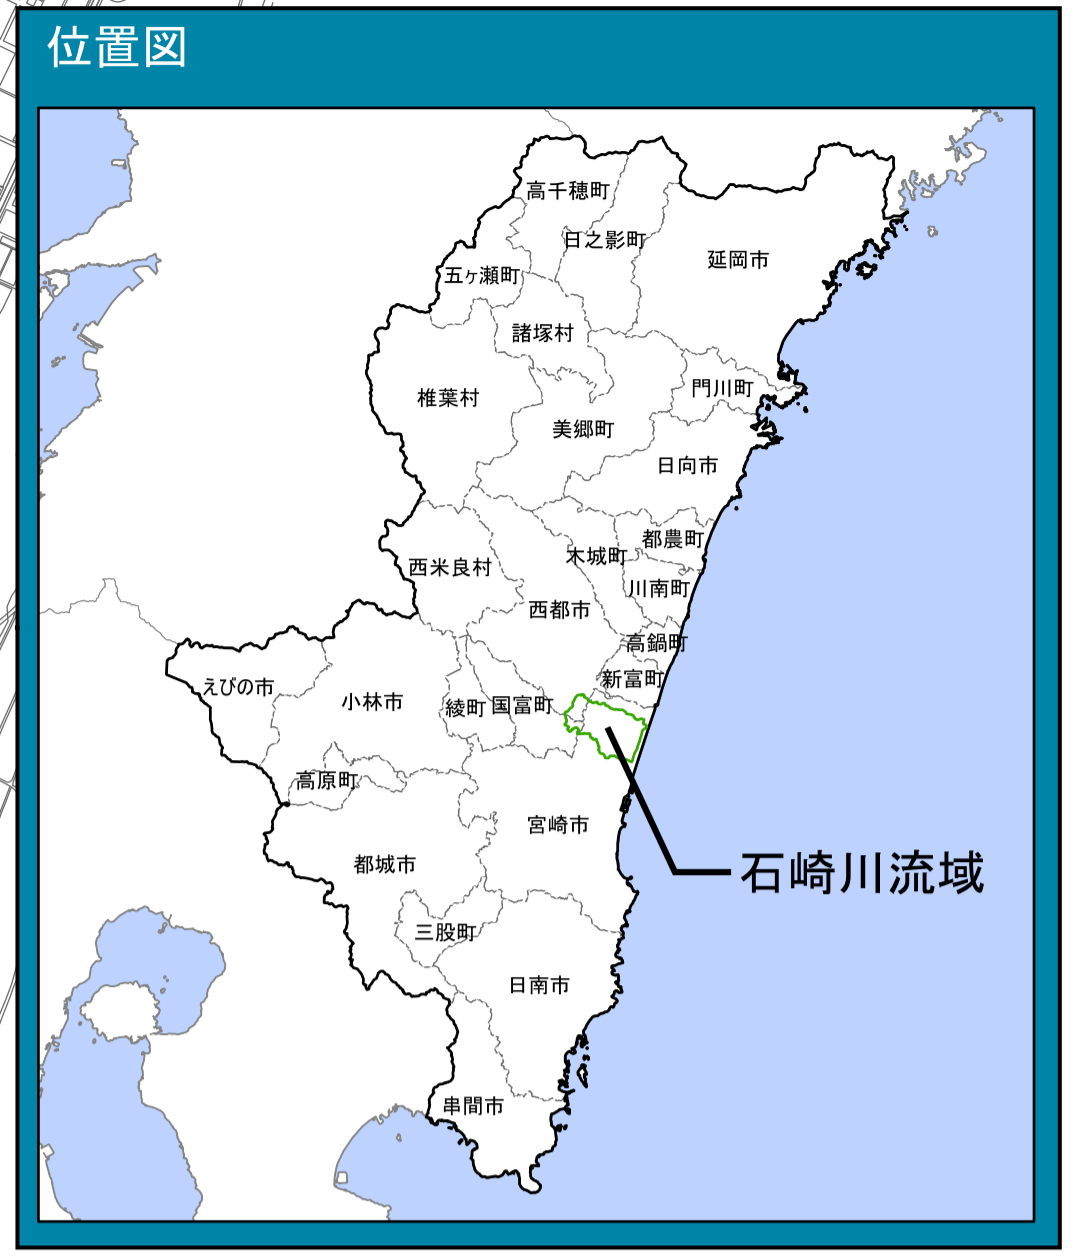 位置図
高千穂町
日之影町
延岡市
五ヶ瀬町
諸塚村
門川町
椎葉村
美郷町
日向市
都農町
木城町
西米良村
川南町
西都市
高鍋町
新富町
えびの市
小林市
綾町
国富町
高原町
宮崎市
都城市
石崎川流域
三股町
日南市
串間市